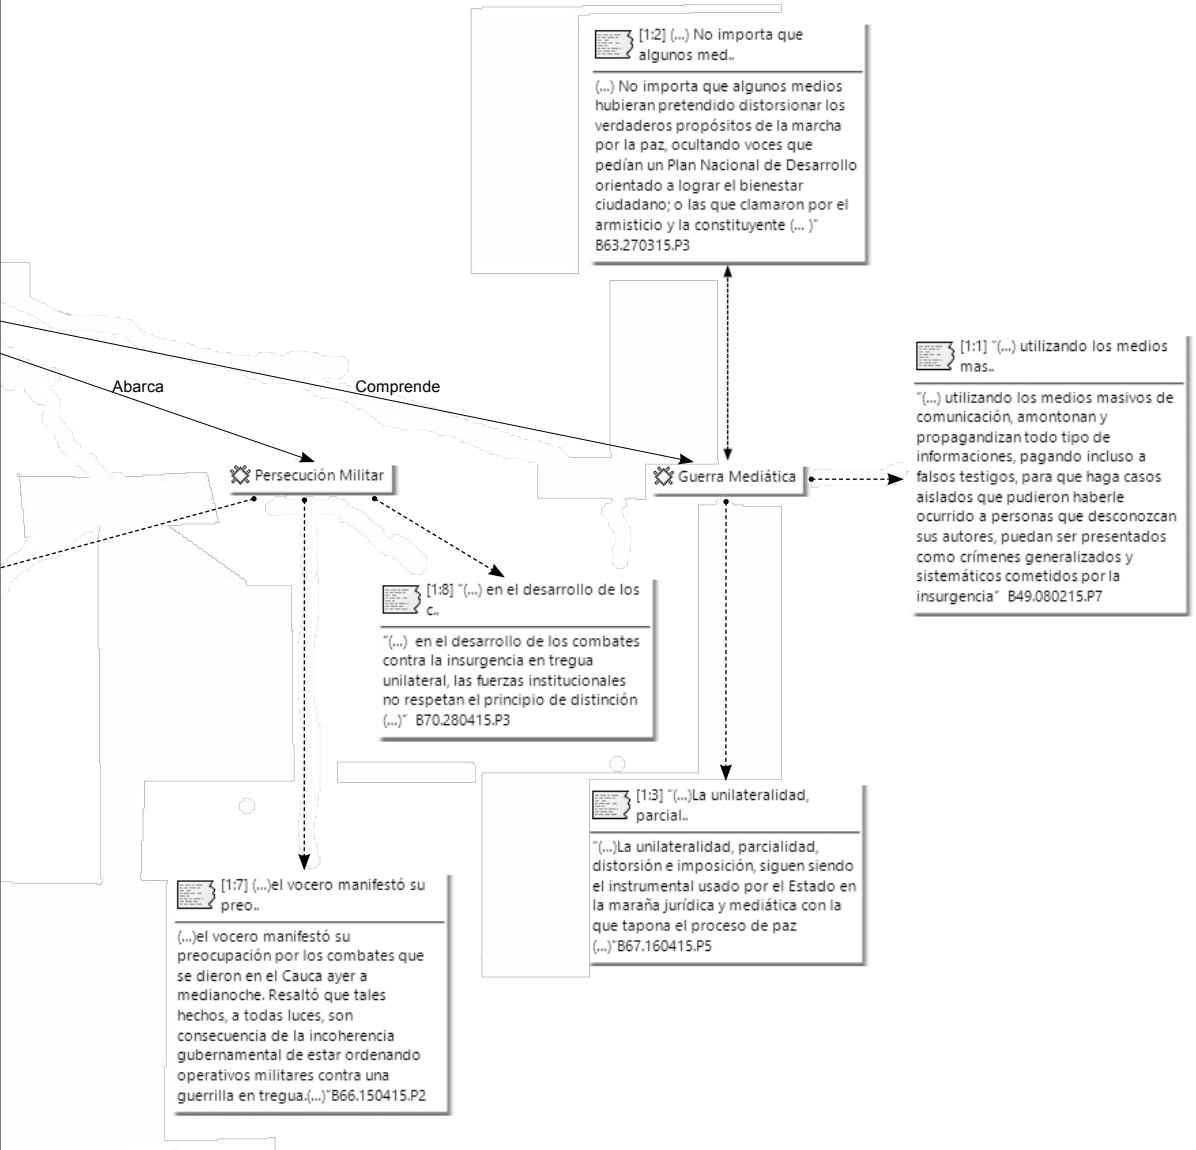 [1:2] (...) No importa que
algunos med..
(...) No importa que algunos medios
hubieran pretendido distorsionar los
verdaderos propósitos de la marcha
por la paz, ocultando voces que
pedían un Plan Nacional de Desarrollo
orientado a lograr el bienestar
ciudadano; o las que clamaron por el
armisticio y la constituyente (... )”
B63.270315.P3
[1:1] “(...) utilizando los medios
mas..
“(...) utilizando los medios masivos de
comunicación, amontonan y
propagandizan todo tipo de
informaciones, pagando incluso a
falsos testigos, para que haga casos
aislados que pudieron haberle
ocurrido a personas que desconozcan
sus autores, puedan ser presentados
como crímenes generalizados y
sistemáticos cometidos por la
insurgencia” B49.080215.P7
Abarca
Comprende
Persecución Militar
Guerra Mediática
[1:8] “(...) en el desarrollo de los
c..
“(...) en el desarrollo de los combates
contra la insurgencia en tregua
unilateral, las fuerzas institucionales
no respetan el principio de distinción
(...)” B70.280415.P3
[1:3] “(...)La unilateralidad,
parcial..
“(...)La unilateralidad, parcialidad,
distorsión e imposición, siguen siendo
el instrumental usado por el Estado en
la maraña jurídica y mediática con la
que tapona el proceso de paz
(...)”B67.160415.P5
[1:7] (...)el vocero manifestó su
preo..
(...)el vocero manifestó su
preocupación por los combates que
se dieron en el Cauca ayer a
medianoche. Resaltó que tales
hechos, a todas luces, son
consecuencia de la incoherencia
gubernamental de estar ordenando
operativos militares contra una
guerrilla en tregua.(...)”B66.150415.P2